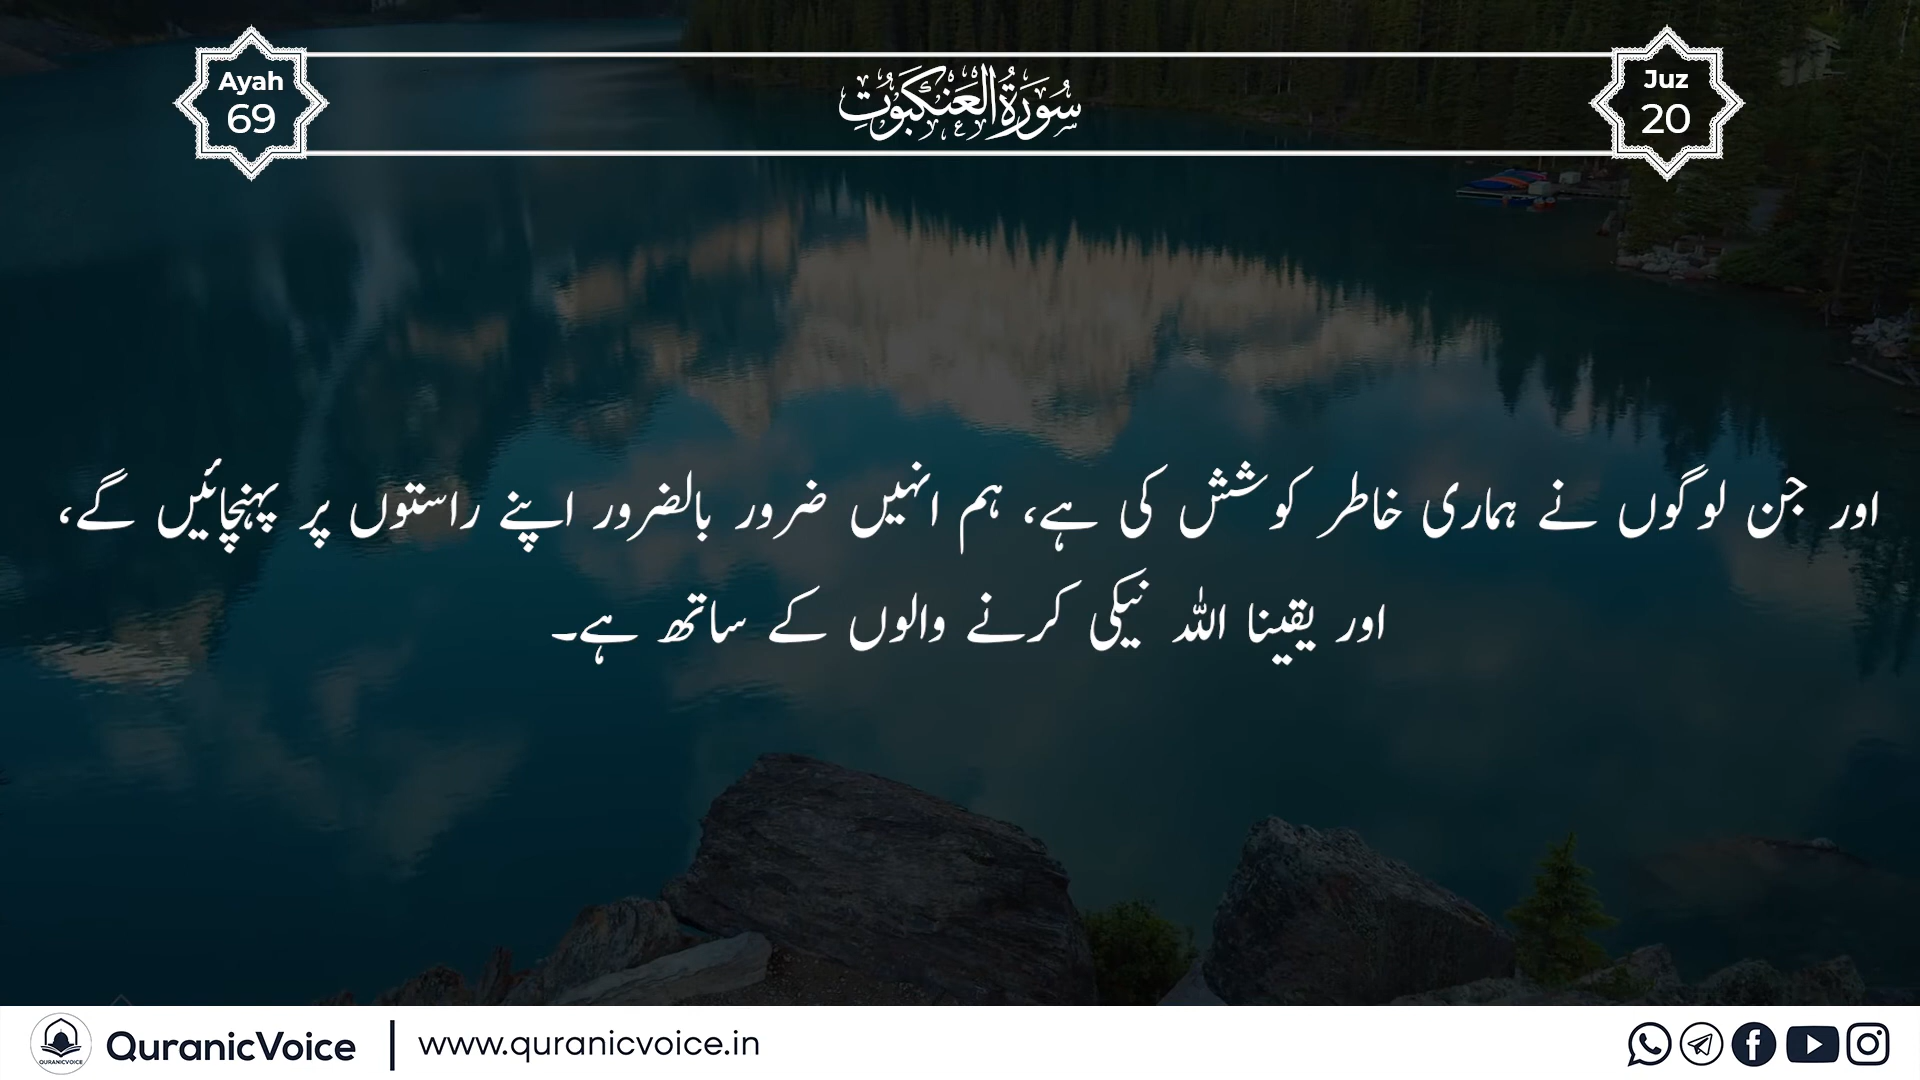 Ayah
69
سُورَةُ العَنكَبُوتِ
Juz
20
اور جن لوگوں نے ہماری خاطر کوشش کی ہے، ہم انہیں ضرور بالضرور اپنے راستوں پر پہنچائیں گے،
اور یقینا اللہ نیکی کرنے والوں کے ساتھ ہے۔
QURANICVOICE
QuranicVoice | www.quranicvoice.in